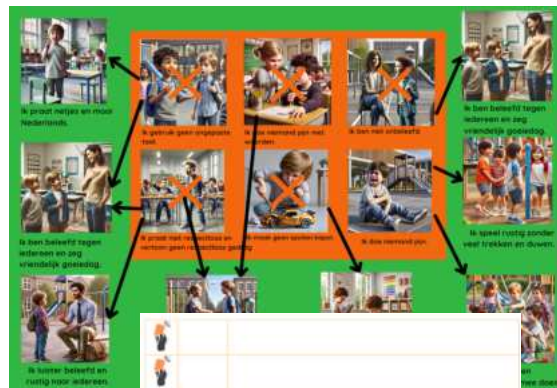 Ik praat netjes en mooi
Nederlands.
Ik gebruik geen ongepaste
taal.
Ik doe niemand pijn met
woorden.
Ik ben niet onbeleefd.
Ik ben beleefd tegen
iedereen en zeg
vriendelijk goeiedag.
Ik ben beleefd tegen
iedereen en zeg
vriendelijk goeiedag.
Ik praat niet respectloos en
vertoon geen respectloos gedrag
Ik maak geen spullen kapot.
Ik doe niemand pijn.
Ik speel rustig zonder
veel trekken en duwen.
Ik luister beleefd en
rustig naar iedereen.
mee doen